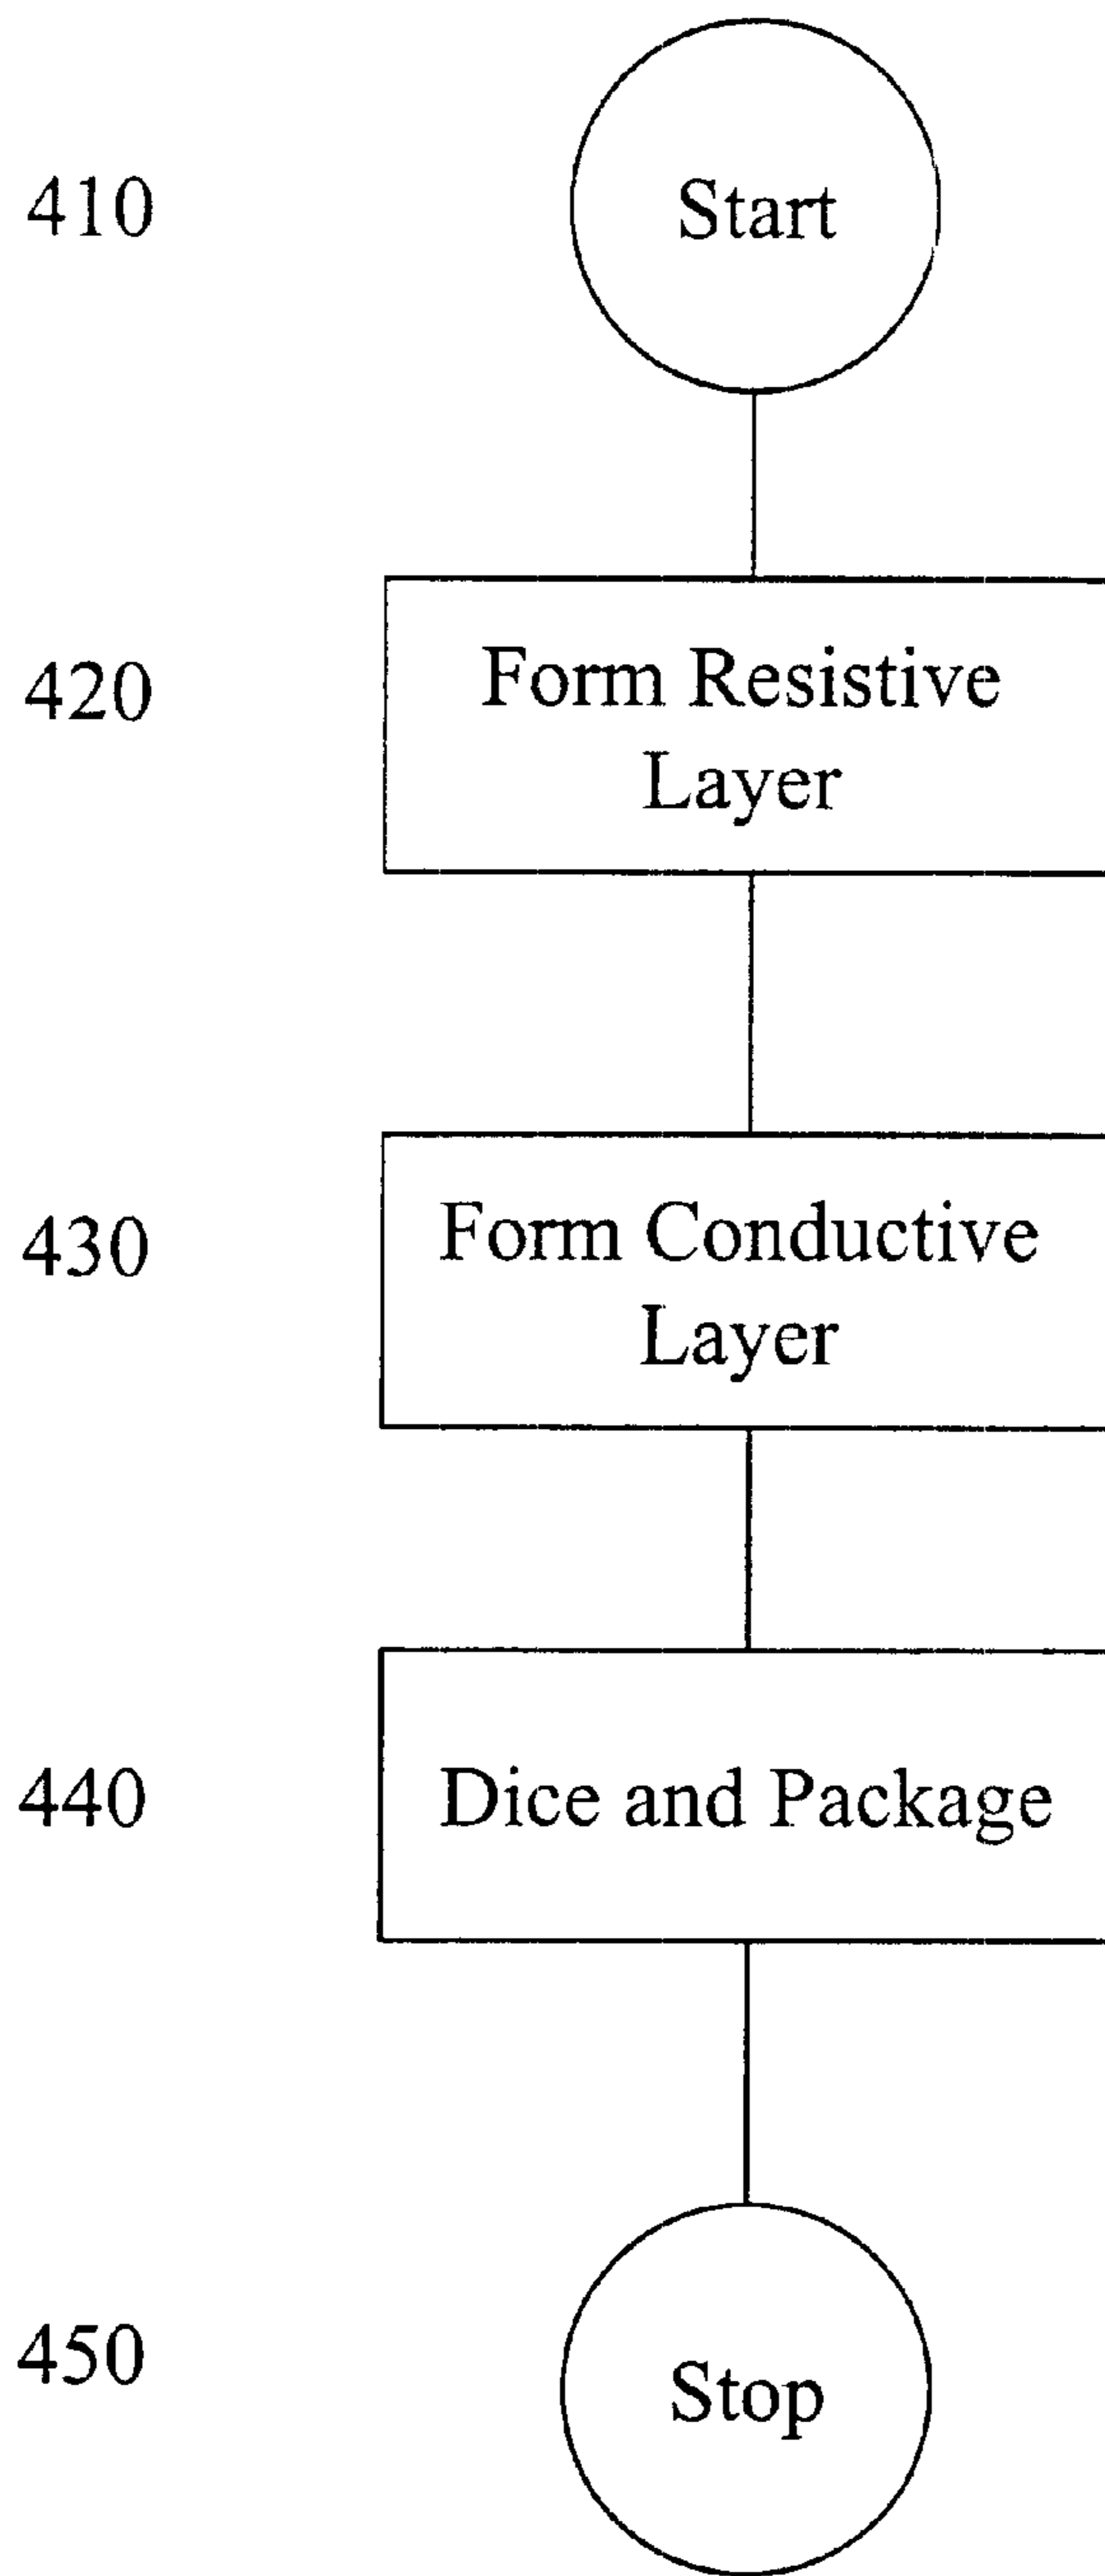 410
Start
420
Form Resistive
Layer
430
Form Conductive
Layer
440
Dice and Package
450
Stop